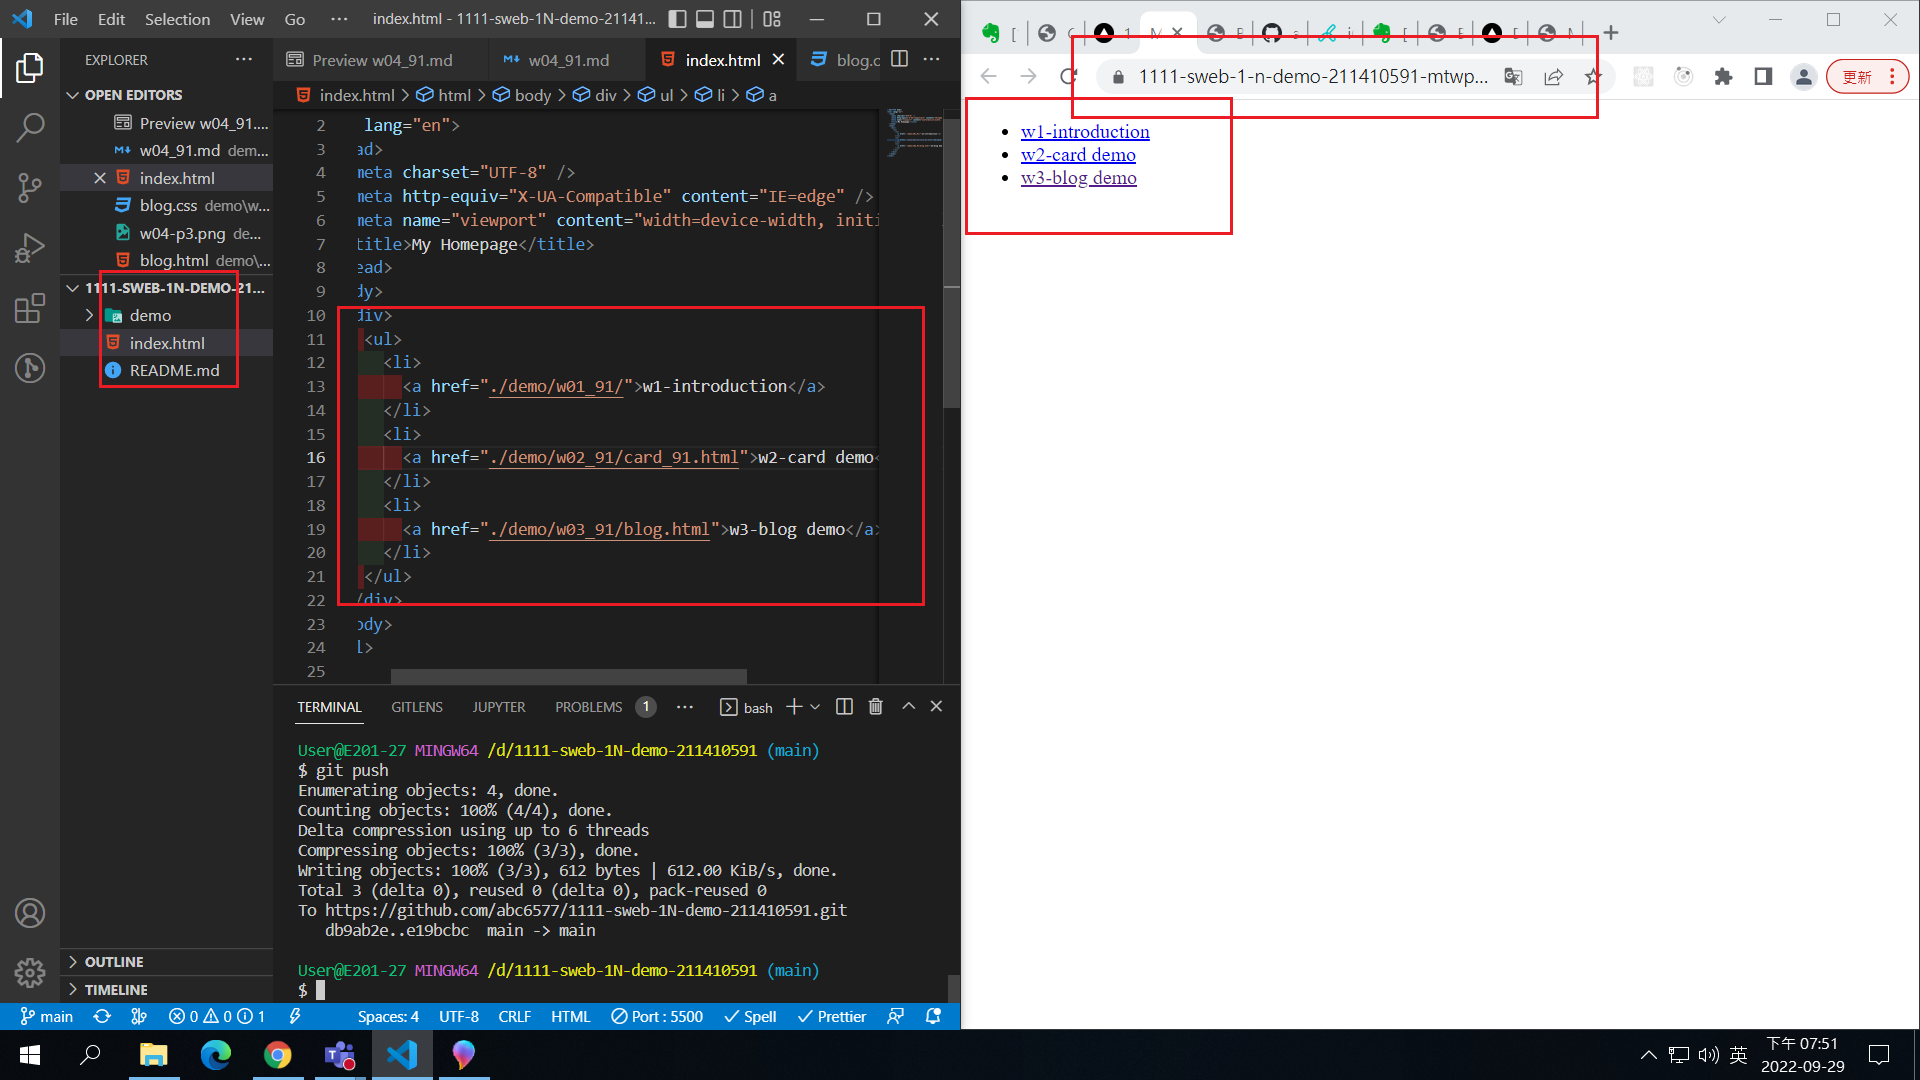 File Edit Selection View Go ··· index.html - 1111-sweb-1N-demo-21141...
EXPLORER ···
OPEN EDITORS
Preview w04_91....
w04_91.md dem...
index.html
blog.css demo\w...
w04-p3.png de...
blog.html demo\...
1111-SWEB-1N-DEMO-21...
demo
index.html
README.md
OUTLINE
TIMELINE
Preview w04_91.md w04_91.md index.html blog.c ···
index.html > html > body > div > ul > li > a
2 lang="en">
3 ad>
4 meta charset="UTF-8" />
5 meta http-equiv="X-UA-Compatible" content="IE=edge" />
6 meta name="viewport" content="width=device-width, initi
7 title>My Homepage</title>
8 ead>
9 dy>
10 div>
11 <ul>
12 <li>
13 <a href="./demo/w01_91/">w1-introduction</a>
14 </li>
15 <li>
16 <a href="./demo/w02_91/card_91.html">w2-card demo<
17 </li>
18 <li>
19 <a href="./demo/w03_91/blog.html">w3-blog demo</a>
20 </li>
21 </ul>
22 /div>
23 ody>
24 l>
25
TERMINAL GITLENS JUPYTER PROBLEMS 1 ··· bash
User@E201-27 MINGW64 /d/1111-sweb-1N-demo-211410591 (main)
$ git push
Enumerating objects: 4, done.
Counting objects: 100% (4/4), done.
Delta compression using up to 6 threads
Compressing objects: 100% (3/3), done.
Writing objects: 100% (3/3), 612 bytes | 612.00 KiB/s, done.
Total 3 (delta 0), reused 0 (delta 0), pack-reused 0
To https://github.com/abc6577/1111-sweb-1N-demo-211410591.git
db9ab2e..e19bcbc main -> main
User@E201-27 MINGW64 /d/1111-sweb-1N-demo-211410591 (main)
$
main 0 0 1 Spaces: 4 UTF-8 CRLF HTML Port : 5500 Spell Prettier
1111-sweb-1-n-demo-211410591-mtwp... 更新
w1-introduction
w2-card demo
w3-blog demo
英 下午 07:51
2022-09-29